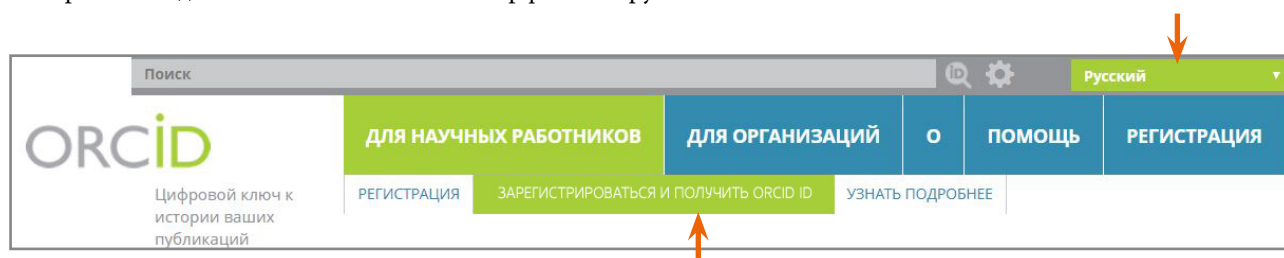 Поиск
iD
Русский
ORCiD
ДЛЯ НАУЧНЫХ РАБОТНИКОВ ДЛЯ ОРГАНИЗАЦИЙ О ПОМОЩЬ РЕГИСТРАЦИЯ
РЕГИСТРАЦИЯ ЗАРЕГИСТРИРОВАТЬСЯ И ПОЛУЧИТЬ ORCID ID УЗНАТЬ ПОДРОБНЕЕ
Цифровой ключ к
истории ваших
публикаций